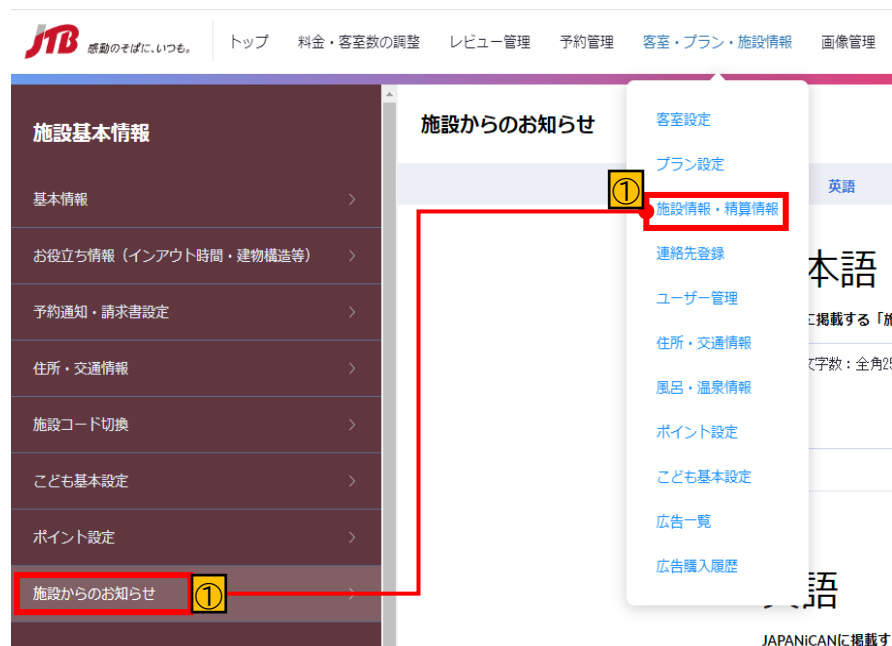 JTB 感動のそばに、いつも。 トップ 料金・客室数の調整 レビュー管理 予約管理 客室・プラン・施設情報 画像管理
施設基本情報
基本情報
お役立ち情報（インアウト時間・建物構造等）
予約通知・請求書設定
住所・交通情報
施設コード切換
こども基本設定
ポイント設定
施設からのお知らせ
①
施設からのお知らせ
客室設定
プラン設定
①
施設情報・精算情報
連絡先登録
ユーザー管理
住所・交通情報
風呂・温泉情報
ポイント設定
こども基本設定
広告一覧
広告購入履歴
英語
本語
に掲載する「施
文字数：全角25
英語
JAPANiCANに掲載す